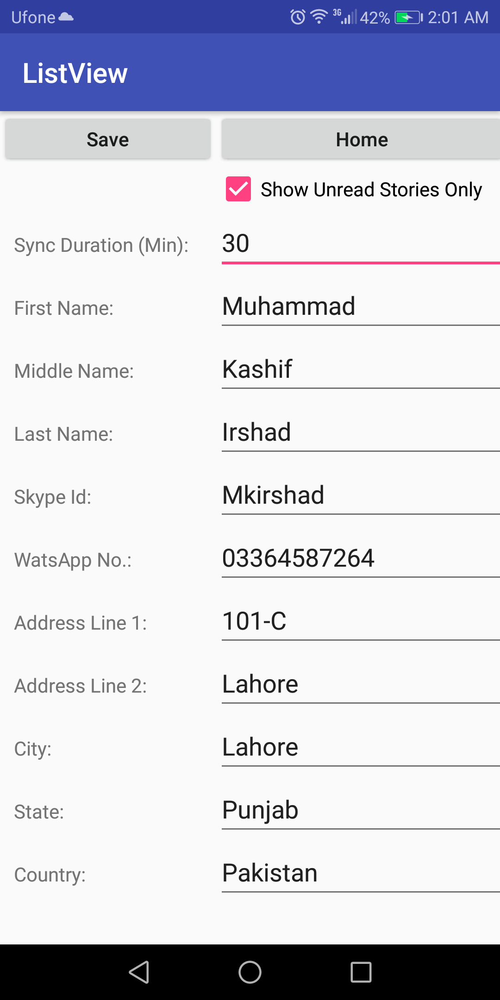 Ufone 3G 42% 2:01 AM
ListView
Save Home
Show Unread Stories Only
Sync Duration (Min): 30
First Name: Muhammad
Middle Name: Kashif
Last Name: Irshad
Skype Id: Mkirshad
WatsApp No.: 03364587264
Address Line 1: 101-C
Address Line 2: Lahore
City: Lahore
State: Punjab
Country: Pakistan